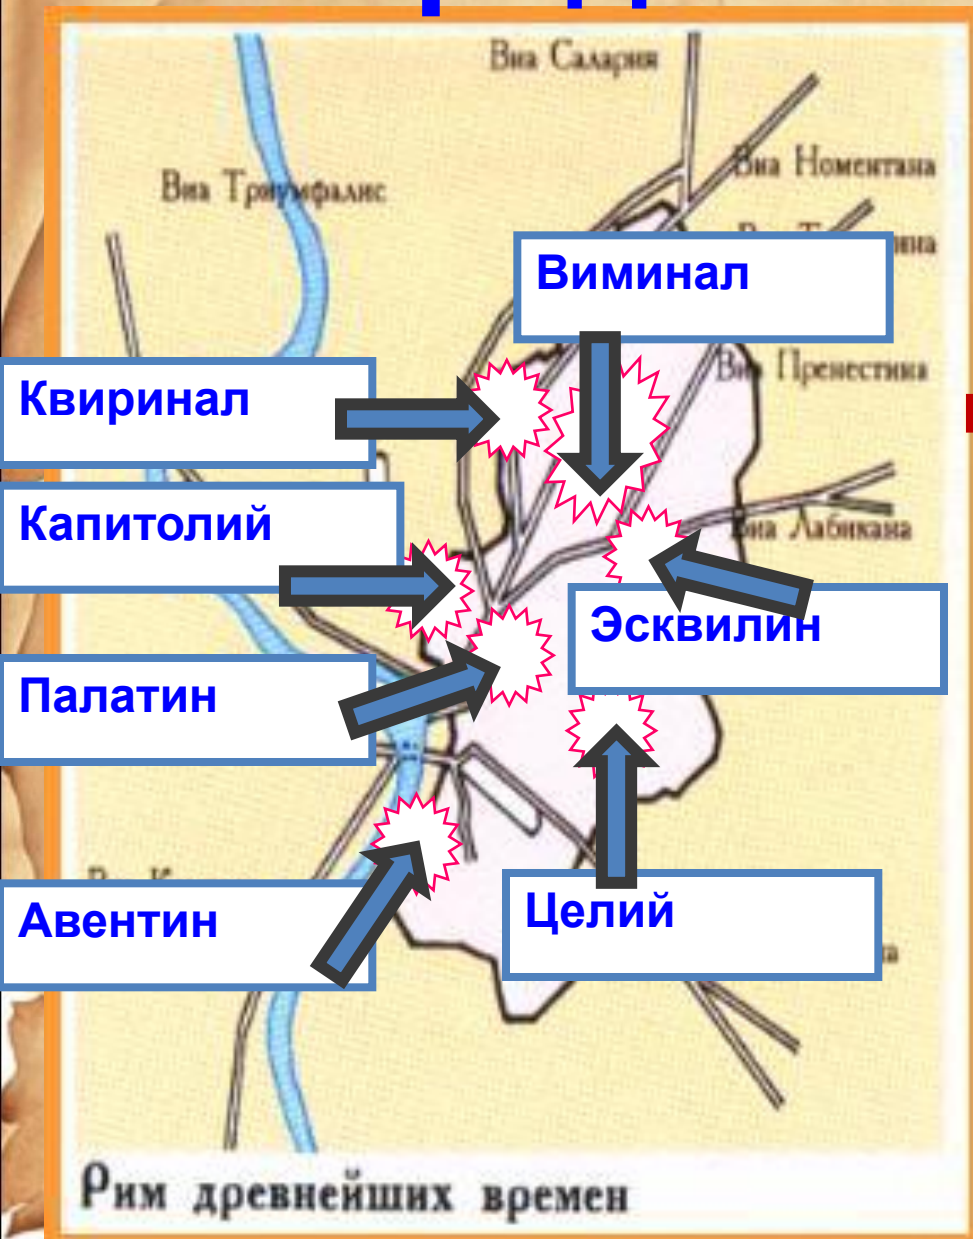 Виа Салария
Виа Номентана
Виа Триумфалис
Виминал
Виа Пренестина
Квиринал
Капитолий
Виа Лабикана
Эсквилин
Палатин
Авентин
Целий
Рим древнейших времен